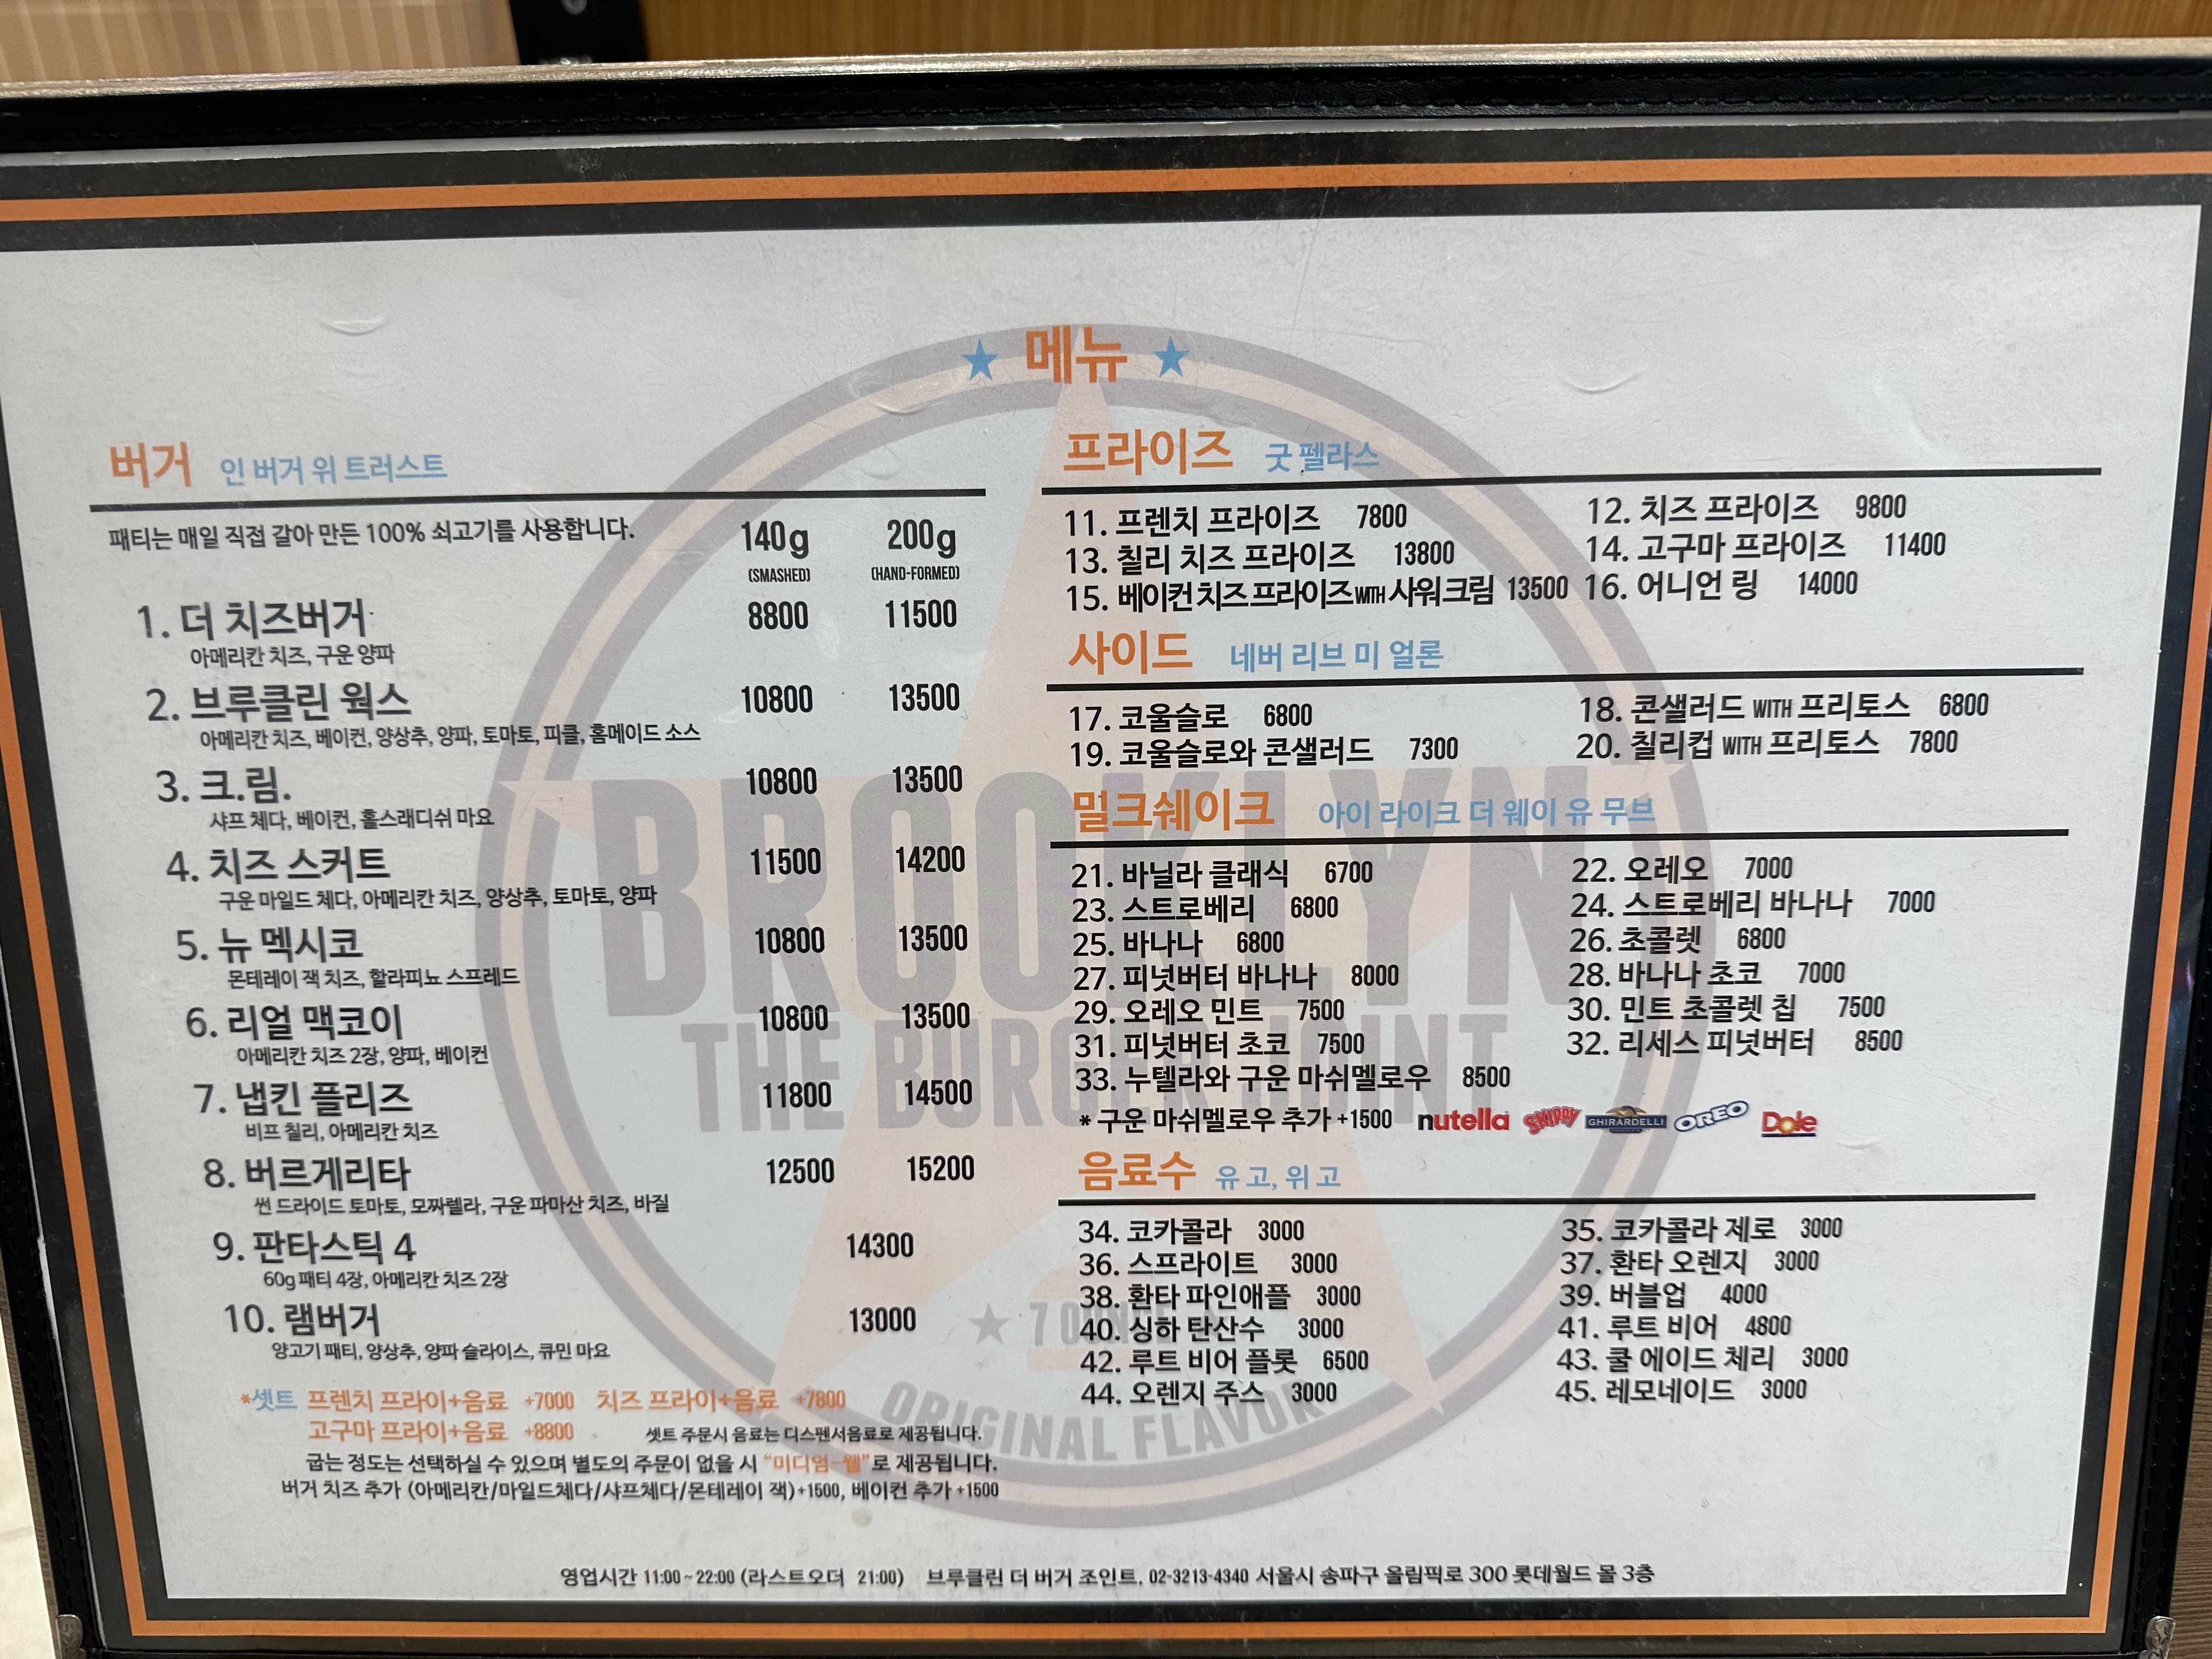 ★ 메뉴 ★
버거 인 버거 위 트러스트
패티는 매일 직접 갈아 만든 100% 쇠고기를 사용합니다. 140g 200g
(SMASHED) (HAND-FORMED)
1. 더 치즈버거 8800 11500
아메리칸 치즈, 구운 양파
2. 브루클린 웍스 10800 13500
아메리칸 치즈, 베이컨, 양상추, 양파, 토마토, 피클, 홈메이드 소스
3. 크.림. 10800 13500
샤프 체다, 베이컨, 홀스래디쉬 마요
4. 치즈 스커트 11500 14200
구운 마일드 체다, 아메리칸 치즈, 양상추, 토마토, 양파
5. 뉴 멕시코 10800 13500
몬테레이 잭 치즈, 할라피뇨 스프레드
6. 리얼 맥코이 10800 13500
아메리칸 치즈 2장, 양파, 베이컨
7. 냅킨 플리즈 11800 14500
비프 칠리, 아메리칸 치즈
8. 버르게리타 12500 15200
썬 드라이드 토마토, 모짜렐라, 구운 파마산 치즈, 바질
9. 판타스틱 4 14300
60g 패티 4장, 아메리칸 치즈 2장
10. 램버거 13000
양고기 패티, 양상추, 양파 슬라이스, 큐민 마요
*셋트 프렌치 프라이+음료 +7000 치즈 프라이+음료 +7800
고구마 프라이+음료 +8800 셋트 주문시 음료는 디스펜서음료로 제공됩니다.
굽는 정도는 선택하실 수 있으며 별도의 주문이 없을 시 "미디엄-웰"로 제공됩니다.
버거 치즈 추가 (아메리칸/마일드체다/샤프체다/몬테레이 잭)+1500, 베이컨 추가 +1500
프라이즈 굿 펠라스
11. 프렌치 프라이즈 7800 12. 치즈 프라이즈 9800
13. 칠리 치즈 프라이즈 13800 14. 고구마 프라이즈 11400
15. 베이컨 치즈 프라이즈 WITH 사워크림 13500 16. 어니언 링 14000
사이드 네버 리브 미 얼론
17. 코울슬로 6800 18. 콘샐러드 WITH 프리토스 6800
19. 코울슬로와 콘샐러드 7300 20. 칠리컵 WITH 프리토스 7800
밀크쉐이크 아이 라이크 더 웨이 유 무브
21. 바닐라 클래식 6700 22. 오레오 7000
23. 스트로베리 6800 24. 스트로베리 바나나 7000
25. 바나나 6800 26. 초콜렛 6800
27. 피넛버터 바나나 8000 28. 바나나 초코 7000
29. 오레오 민트 7500 30. 민트 초콜렛 칩 7500
31. 피넛버터 초코 7500 32. 리세스 피넛버터 8500
33. 누텔라와 구운 마쉬멜로우 8500
* 구운 마쉬멜로우 추가 +1500 nutella SKIPPY GHIRARDELLI OREO Dole
음료수 유 고, 위 고
34. 코카콜라 3000 35. 코카콜라 제로 3000
36. 스프라이트 3000 37. 환타 오렌지 3000
38. 환타 파인애플 3000 39. 버블업 4000
40. 싱하 탄산수 3000 41. 루트 비어 4800
42. 루트 비어 플롯 6500 43. 쿨 에이드 체리 3000
44. 오렌지 주스 3000 45. 레모네이드 3000
BROOKLYN
THE BURGER JOINT
★ 7 OUNCE ★
ORIGINAL FLAVOR
영업시간 11:00~22:00 (라스트오더 21:00) 브루클린 더 버거 조인트, 02-3213-4340 서울시 송파구 올림픽로 300 롯데월드 몰 3층